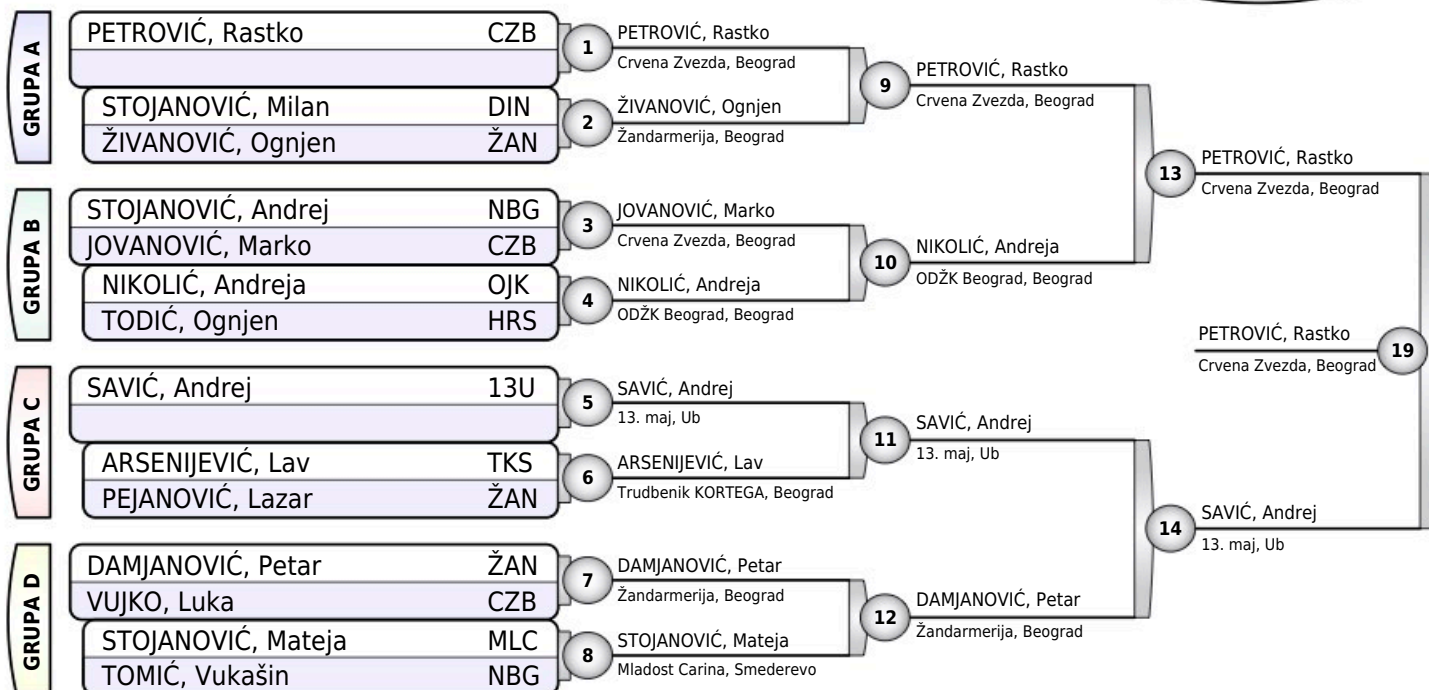 GRUPA A
PETROVIĆ, Rastko CZB
STOJANOVIĆ, Milan DIN
ŽIVANOVIĆ, Ognjen ŽAN
GRUPA B
STOJANOVIĆ, Andrej NBG
JOVANOVIĆ, Marko CZB
NIKOLIĆ, Andreja OJK
TODIĆ, Ognjen HRS
GRUPA C
SAVIĆ, Andrej 13U
ARSENIJEVIĆ, Lav TKS
PEJANOVIĆ, Lazar ŽAN
GRUPA D
DAMJANOVIĆ, Petar ŽAN
VUJKO, Luka CZB
STOJANOVIĆ, Mateja MLC
TOMIĆ, Vukašin NBG
1
PETROVIĆ, Rastko
Crvena Zvezda, Beograd
2
ŽIVANOVIĆ, Ognjen
Žandarmerija, Beograd
3
JOVANOVIĆ, Marko
Crvena Zvezda, Beograd
4
NIKOLIĆ, Andreja
ODŽK Beograd, Beograd
5
SAVIĆ, Andrej
13. maj, Ub
6
ARSENIJEVIĆ, Lav
Trudbenik KORTEGA, Beograd
7
DAMJANOVIĆ, Petar
Žandarmerija, Beograd
8
STOJANOVIĆ, Mateja
Mladost Carina, Smederevo
9
PETROVIĆ, Rastko
Crvena Zvezda, Beograd
10
NIKOLIĆ, Andreja
ODŽK Beograd, Beograd
11
SAVIĆ, Andrej
13. maj, Ub
12
DAMJANOVIĆ, Petar
Žandarmerija, Beograd
13
PETROVIĆ, Rastko
Crvena Zvezda, Beograd
14
SAVIĆ, Andrej
13. maj, Ub
PETROVIĆ, Rastko
Crvena Zvezda, Beograd
19